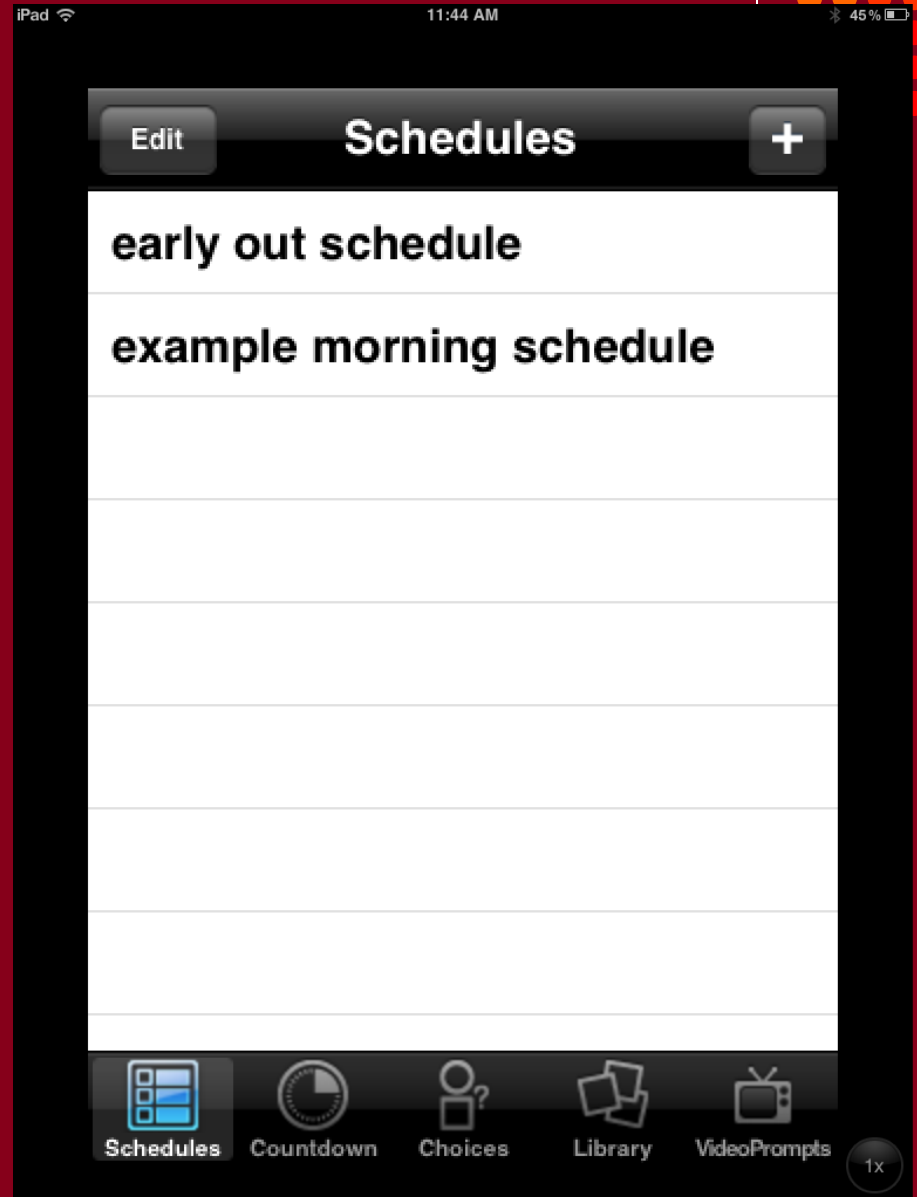 iPad 11:44 AM 45%
Edit Schedules +
early out schedule
example morning schedule
Schedules Countdown Choices Library VideoPrompts
1x